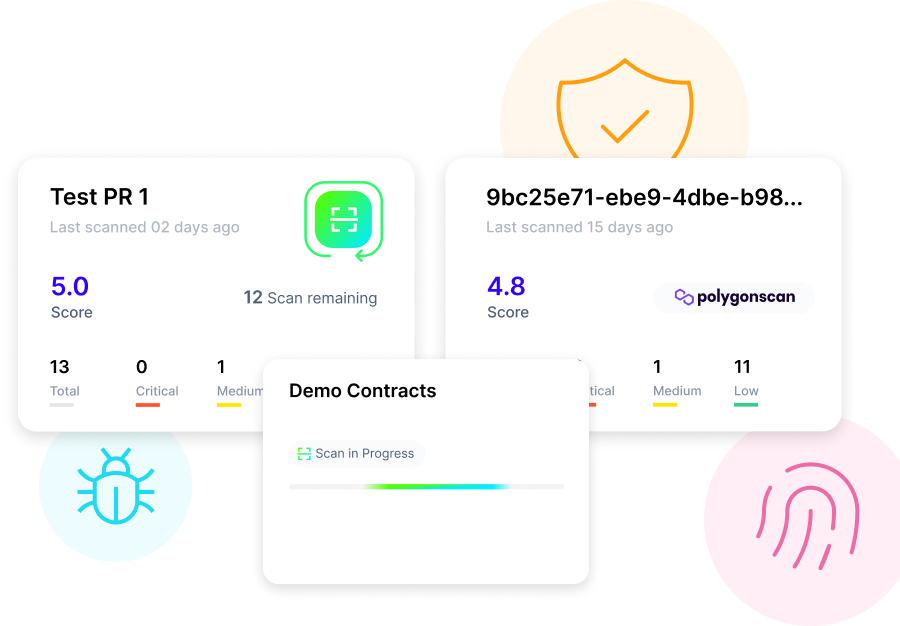 Test PR 1
Last scanned 02 days ago
5.0
Score
12 Scan remaining
13
Total
0
Critical
1
Medium
9bc25e71-ebe9-4dbe-b98...
Last scanned 15 days ago
4.8
Score
polygonscan
1
Medium
11
Low
Demo Contracts
Scan in Progress